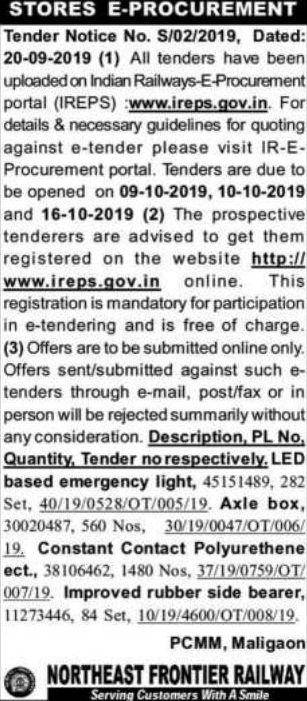 STORES E-PROCUREMENT
Tender Notice No. S/02/2019, Dated:
20-09-2019 (1) All tenders have been
uploaded on Indian Railways-E-Procurement
portal (IREPS) :www.ireps.gov.in. For
details & necessary guidelines for quoting
against e-tender please visit IR-E-
Procurement portal. Tenders are due to
be opened on 09-10-2019, 10-10-2019
and 16-10-2019 (2) The prospective
tenderers are advised to get them
registered on the website http://
www.ireps.gov.in online. This
registration is mandatory for participation
in e-tendering and is free of charge.
(3) Offers are to be submitted online only.
Offers sent/submitted against such e-
tenders through e-mail, post/fax or in
person will be rejected summarily without
any consideration. Description, PL No,
Quantity, Tender no respectively. LED
based emergency light, 45151489, 282
Set, 40/19/0528/OT/005/19. Axle box,
30020487, 560 Nos, 30/19/0047/OT/006/
19. Constant Contact Polyurethene
ect., 38106462, 1480 Nos, 37/19/0759/OT/
007/19. Improved rubber side bearer,
11273446, 84 Set, 10/19/4600/OT/008/19.
PCMM, Maligaon
NORTHEAST FRONTIER RAILWAY
Serving Customers With A Smile